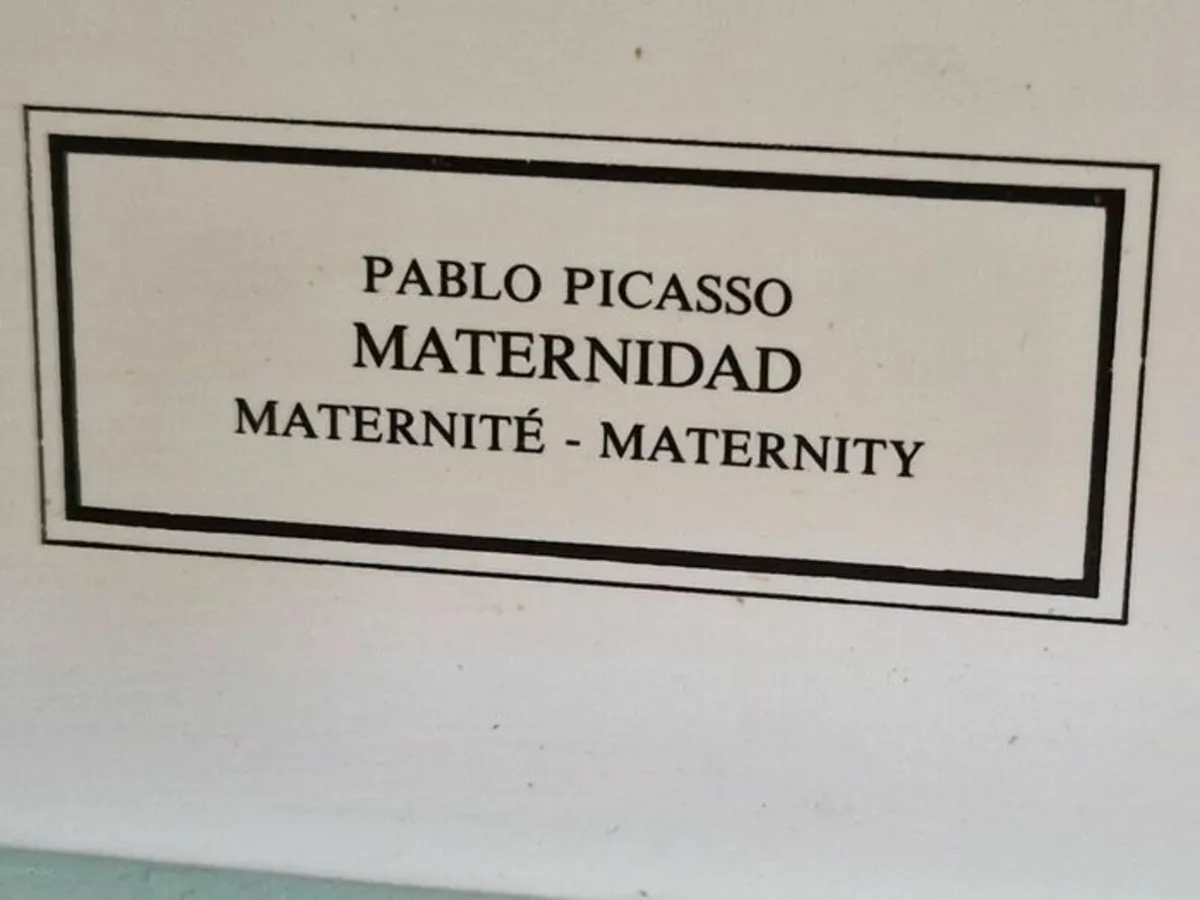 PABLO PICASSO
MATERNIDAD
MATERNITÉ - MATERNITY